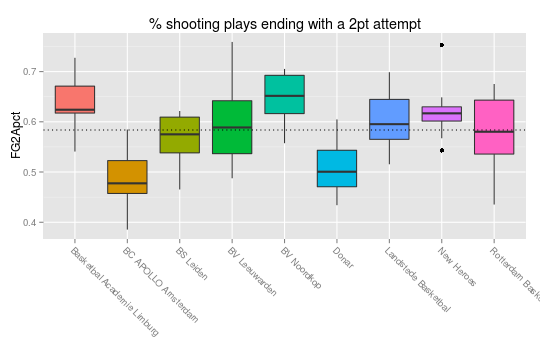 % shooting plays ending with a 2pt attempt
FG2Apct
0.7
0.6
0.5
0.4
Basketbal Academie Limburg
BC APOLLO Amsterdam
BS Leiden
BV Leeuwarden
BV Noordkop
Donar
Landstede Basketbal
New Heroes
Rotterdam